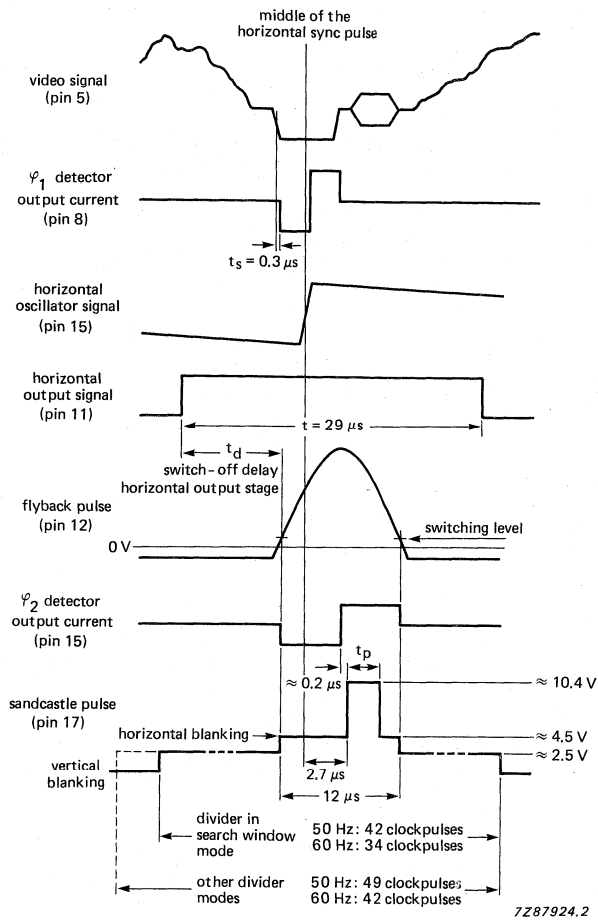 middle of the
horizontal sync pulse
video signal
(pin 5)
φ1 detector
output current
(pin 8)
ts = 0.3 μs
horizontal
oscillator signal
(pin 15)
horizontal
output signal
(pin 11)
t = 29 μs
td
switch-off delay
horizontal output stage
flyback pulse
(pin 12)
switching level
0 V
φ2 detector
output current
(pin 15)
tp
≈ 0.2 μs
≈ 10.4 V
sandcastle pulse
(pin 17)
horizontal blanking
≈ 4.5 V
≈ 2.5 V
vertical
blanking
2.7 μs
12 μs
divider in
search window
mode
50 Hz: 42 clockpulses
60 Hz: 34 clockpulses
other divider
modes
50 Hz: 49 clockpulses
60 Hz: 42 clockpulses
7Z87924.2